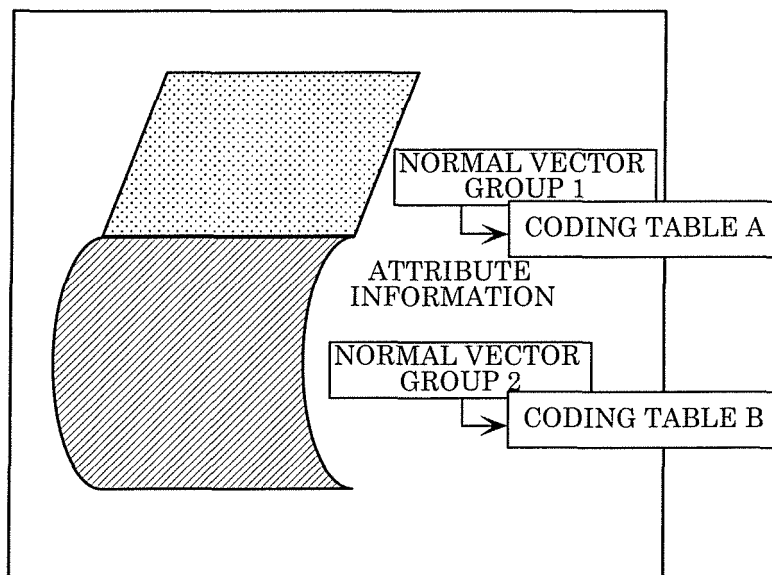 NORMAL VECTOR
GROUP 1
CODING TABLE A
ATTRIBUTE
INFORMATION
NORMAL VECTOR
GROUP 2
CODING TABLE B